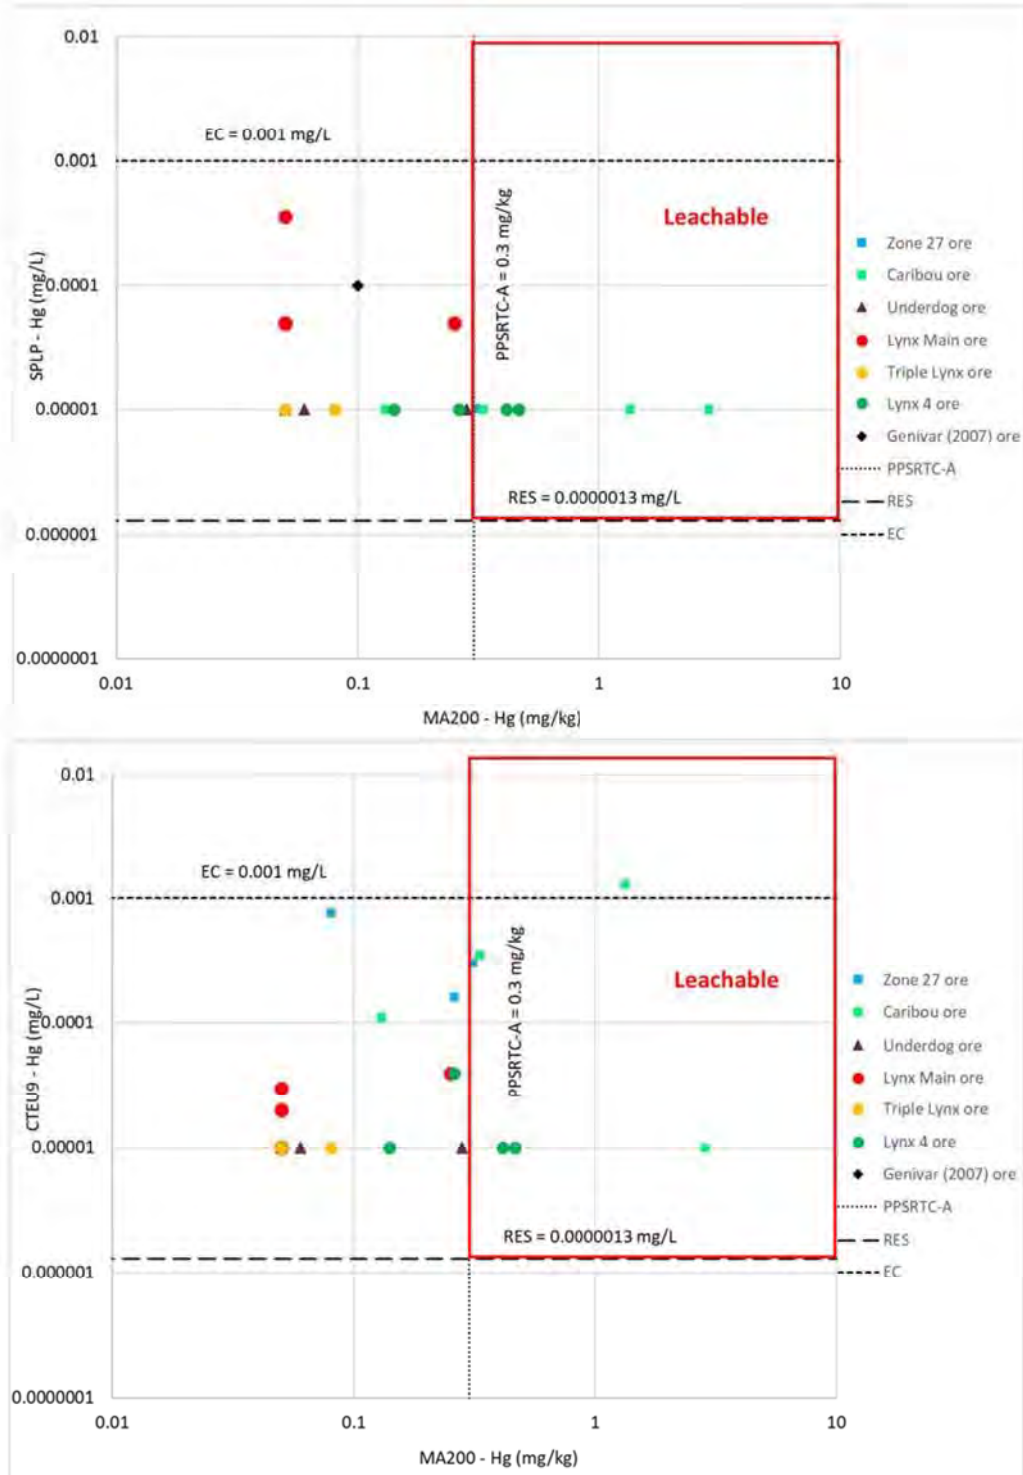 0.01
EC = 0.001 mg/L
0.001
PPSRTC-A = 0.3 mg/kg
Leachable
SPLP - Hg (mg/L)
0.0001
0.00001
RES = 0.0000013 mg/L
0.000001
0.0000001
0.01
0.1
1
10
MA200 - Hg (mg/kg)
Zone 27 ore
Caribou ore
Underdog ore
Lynx Main ore
Triple Lynx ore
Lynx 4 ore
Genivar (2007) ore
PPSRTC-A
RES
EC
0.01
EC = 0.001 mg/L
0.001
PPSRTC-A = 0.3 mg/kg
Leachable
CTEU9 - Hg (mg/L)
0.0001
0.00001
RES = 0.0000013 mg/L
0.000001
0.0000001
0.01
0.1
1
10
MA200 - Hg (mg/kg)
Zone 27 ore
Caribou ore
Underdog ore
Lynx Main ore
Triple Lynx ore
Lynx 4 ore
Genivar (2007) ore
PPSRTC-A
RES
EC